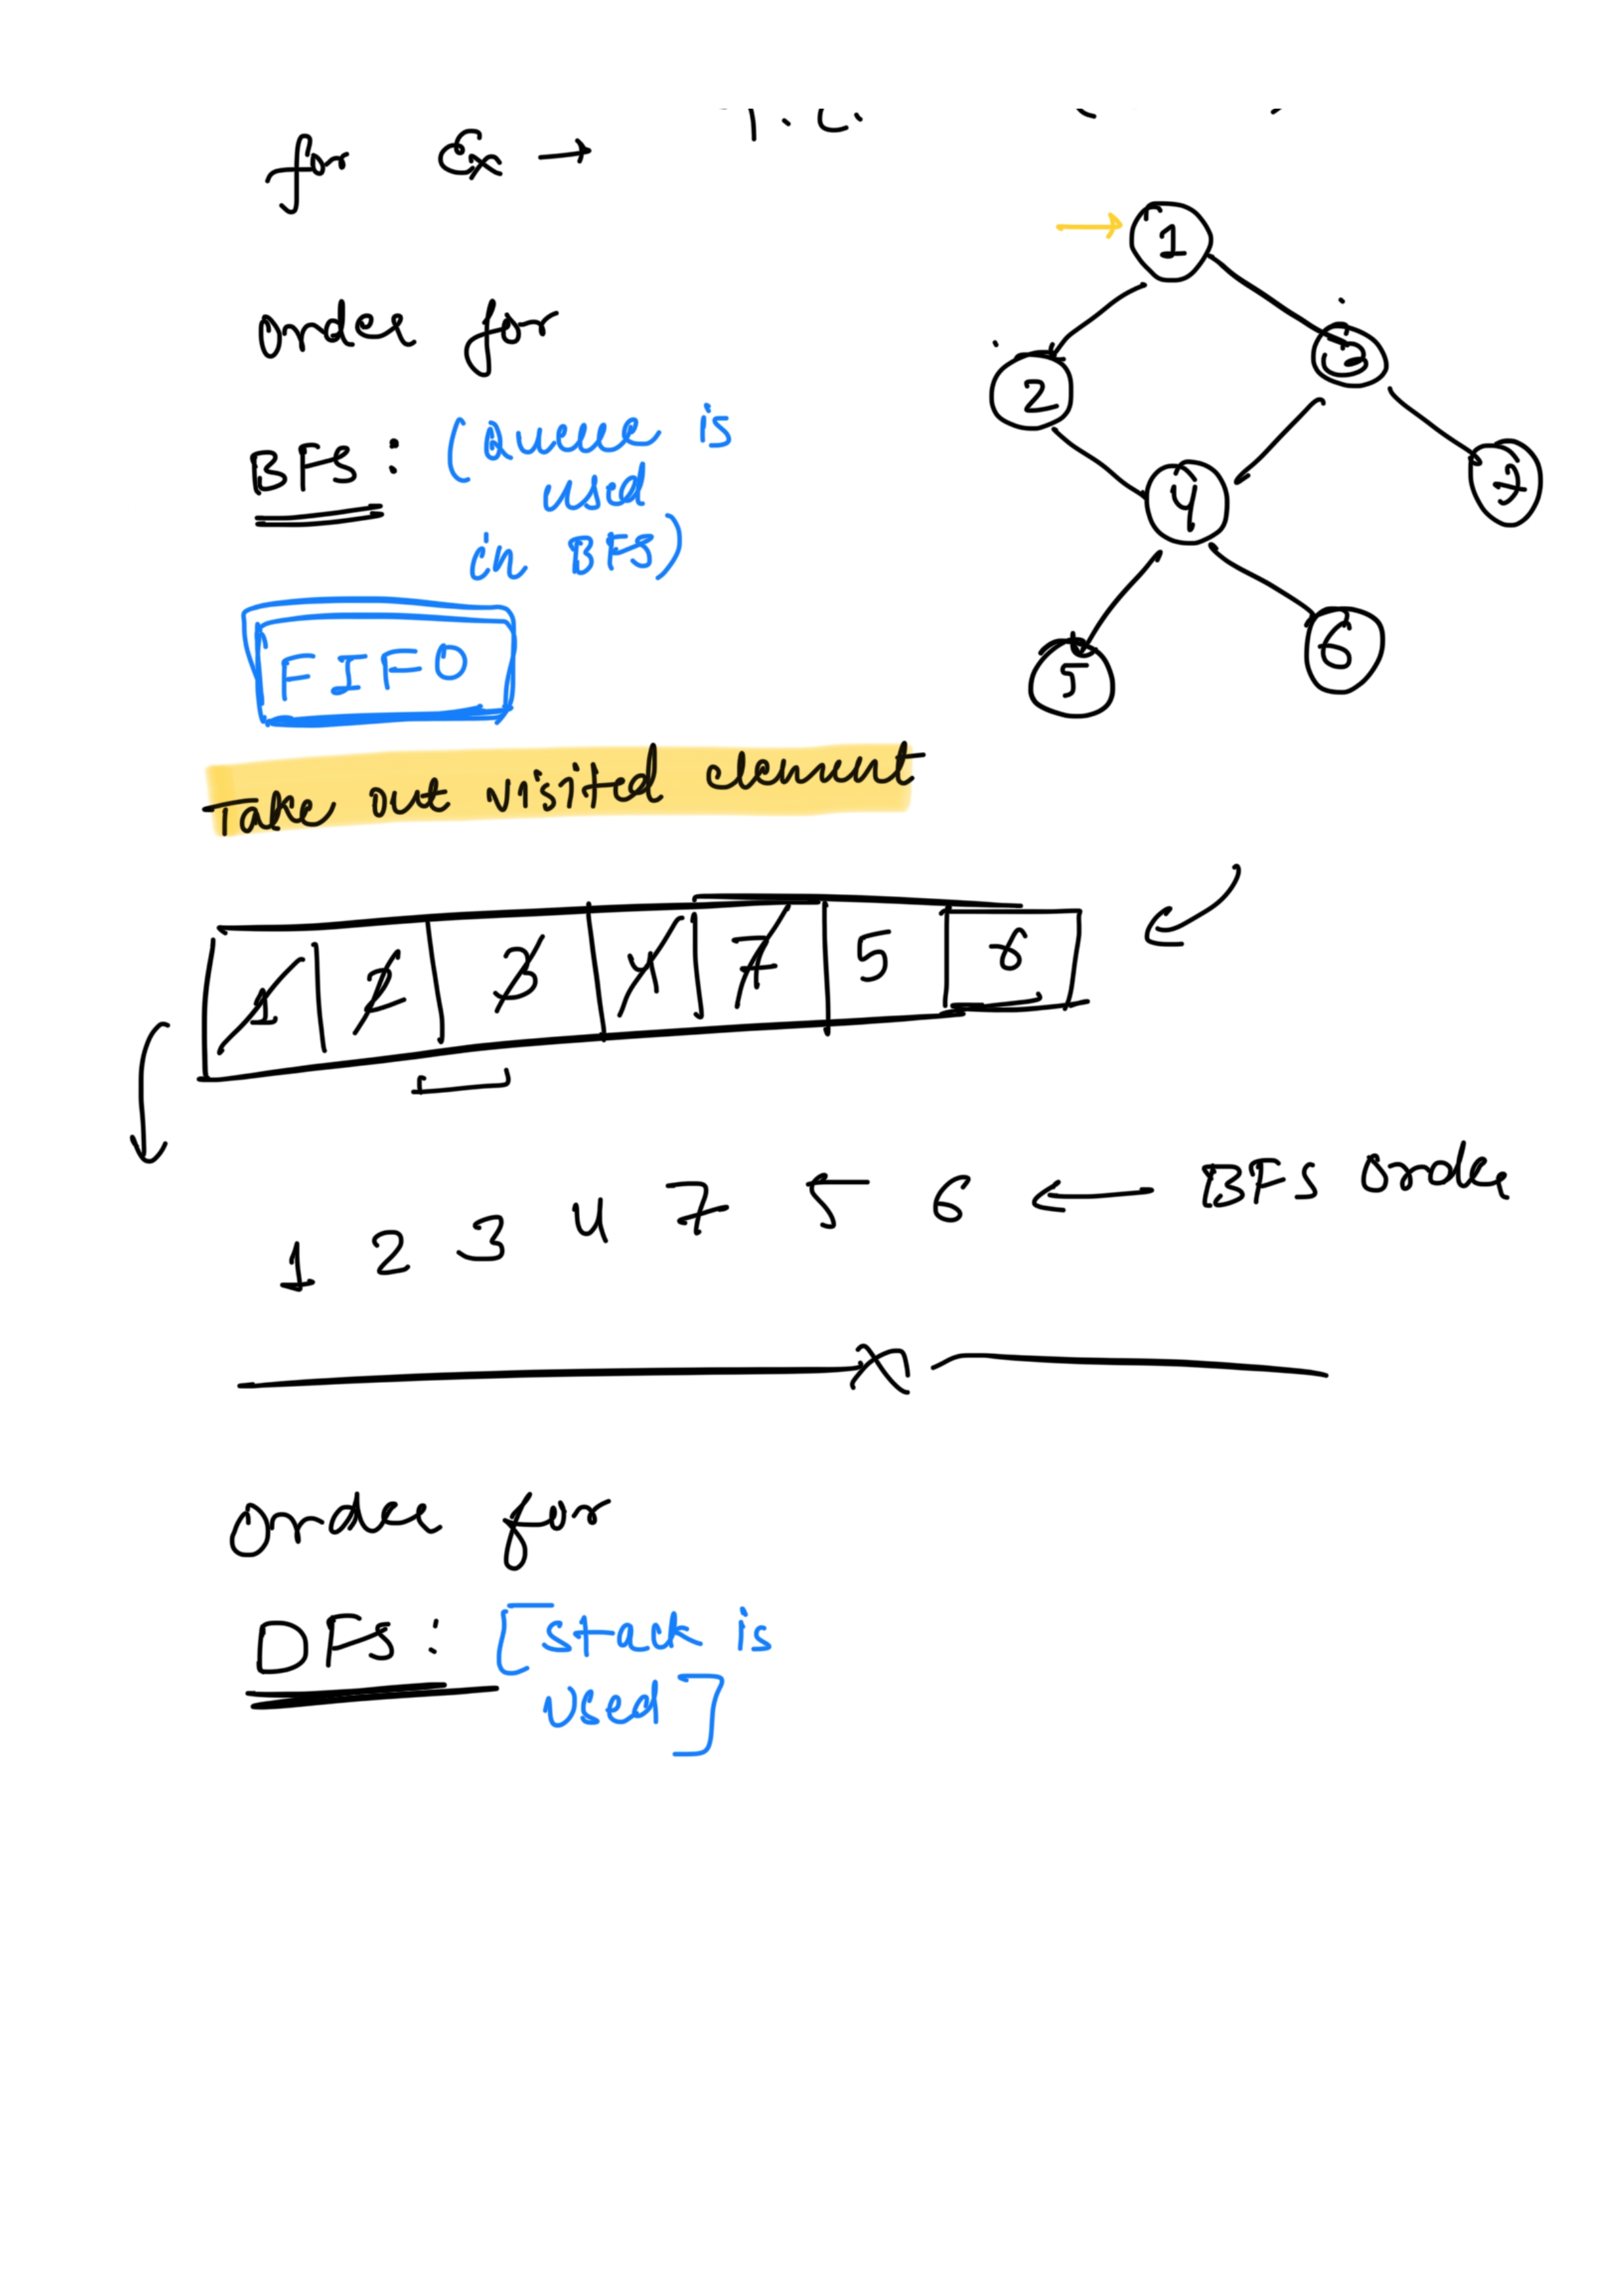 for Ex →
1
order for
3
2
BFS : (Queue is
used
4
7
in BFS)
5
6
FIFO
Take out visited element
1 2 3 4 7 5 6
1 2 3 4 7 5 6 ← BFS order
order for
DFS : [stack is
used]